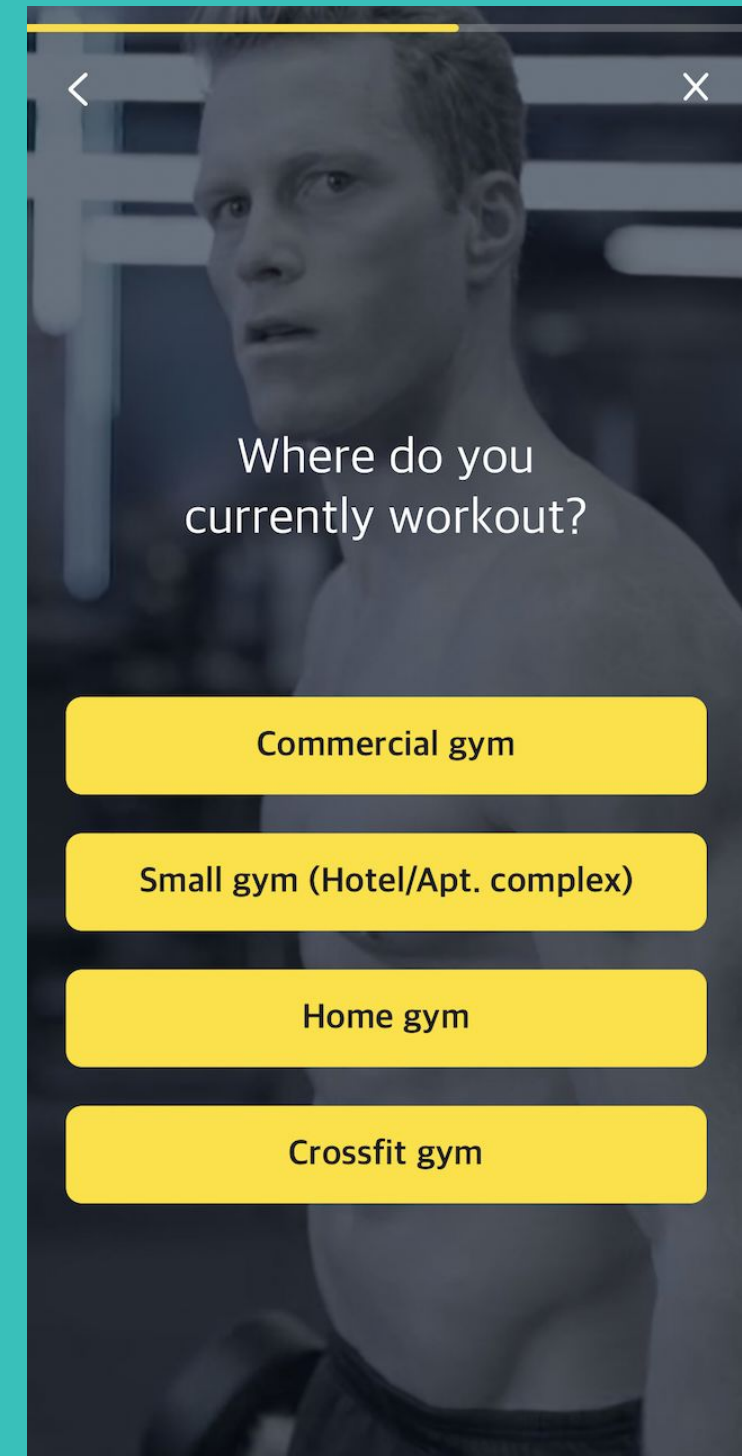 Where do you
currently workout?
Commercial gym
Small gym (Hotel/Apt. complex)
Home gym
Crossfit gym